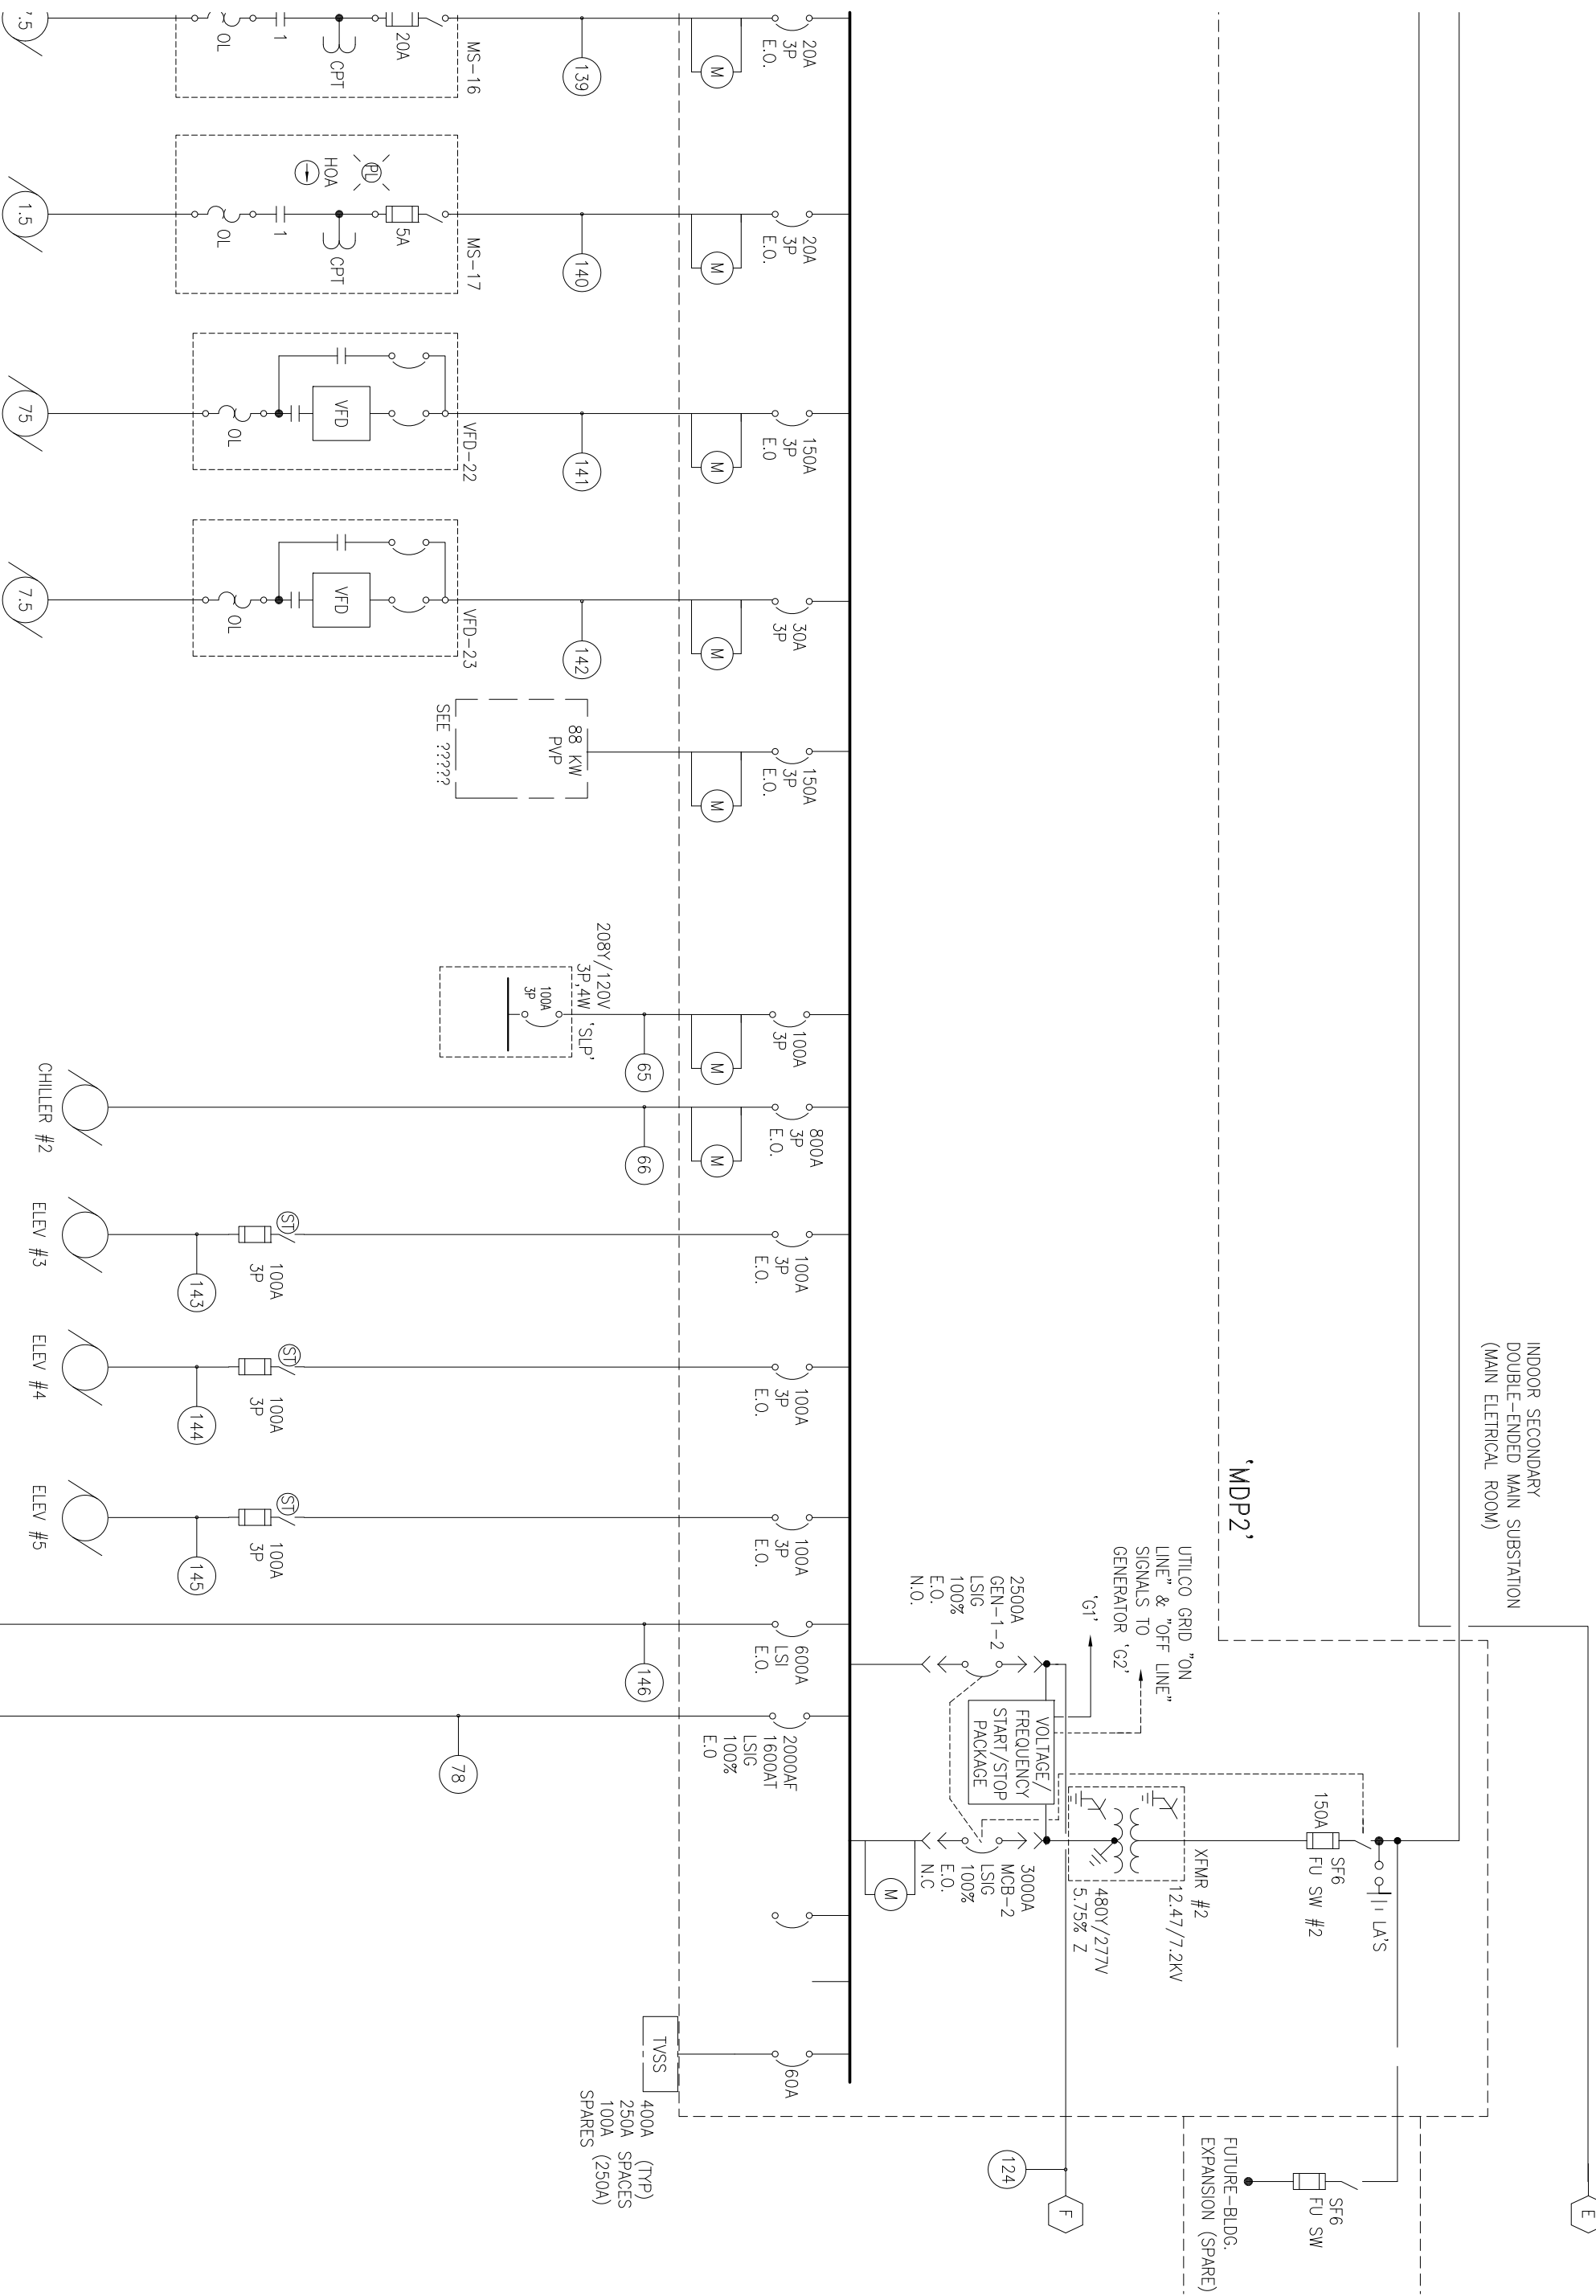 INDOOR SECONDARY
DOUBLE-ENDED MAIN SUBSTATION
(MAIN ELETRICAL ROOM)
E
'MDP2'
UTILCO GRID "ON
LINE" & "OFF LINE"
SIGNALS TO
GENERATOR 'G2'
'G1'
LA'S
150A
SF6
FU SW #2
SF6
FU SW
FUTURE-BLDG.
EXPANSION (SPARE)
XFMR #2
12.47/7.2KV
480Y/277V
5.75% Z
VOLTAGE/
FREQUENCY
START/STOP
PACKAGE
F
124
2500A
GEN-1-2
LSIG
100%
E.O.
N.O.
3000A
MCB-2
LSIG
100%
E.O.
N.C
M
20A
3P
E.O.
M
139
MS-16
20A
CPT
1
OL
7.5
20A
3P
E.O.
M
140
MS-17
5A
PL
HOA
CPT
1
OL
1.5
150A
3P
E.O
M
141
VFD-22
VFD
OL
75
30A
3P
M
142
VFD-23
VFD
OL
7.5
150A
3P
E.O.
M
88 KW
PVP
SEE ?????
100A
3P
M
65
208Y/120V
3P,4W 'SLP'
100A
3P
800A
3P
E.O.
M
66
CHILLER #2
100A
3P
E.O.
ST
100A
3P
143
ELEV #3
100A
3P
E.O.
ST
100A
3P
144
ELEV #4
100A
3P
E.O.
ST
100A
3P
145
ELEV #5
600A
LSI
E.O.
146
2000AF
1600AT
LSIG
100%
E.O
78
60A
TVSS
400A (TYP)
250A SPACES
100A (250A)
SPARES